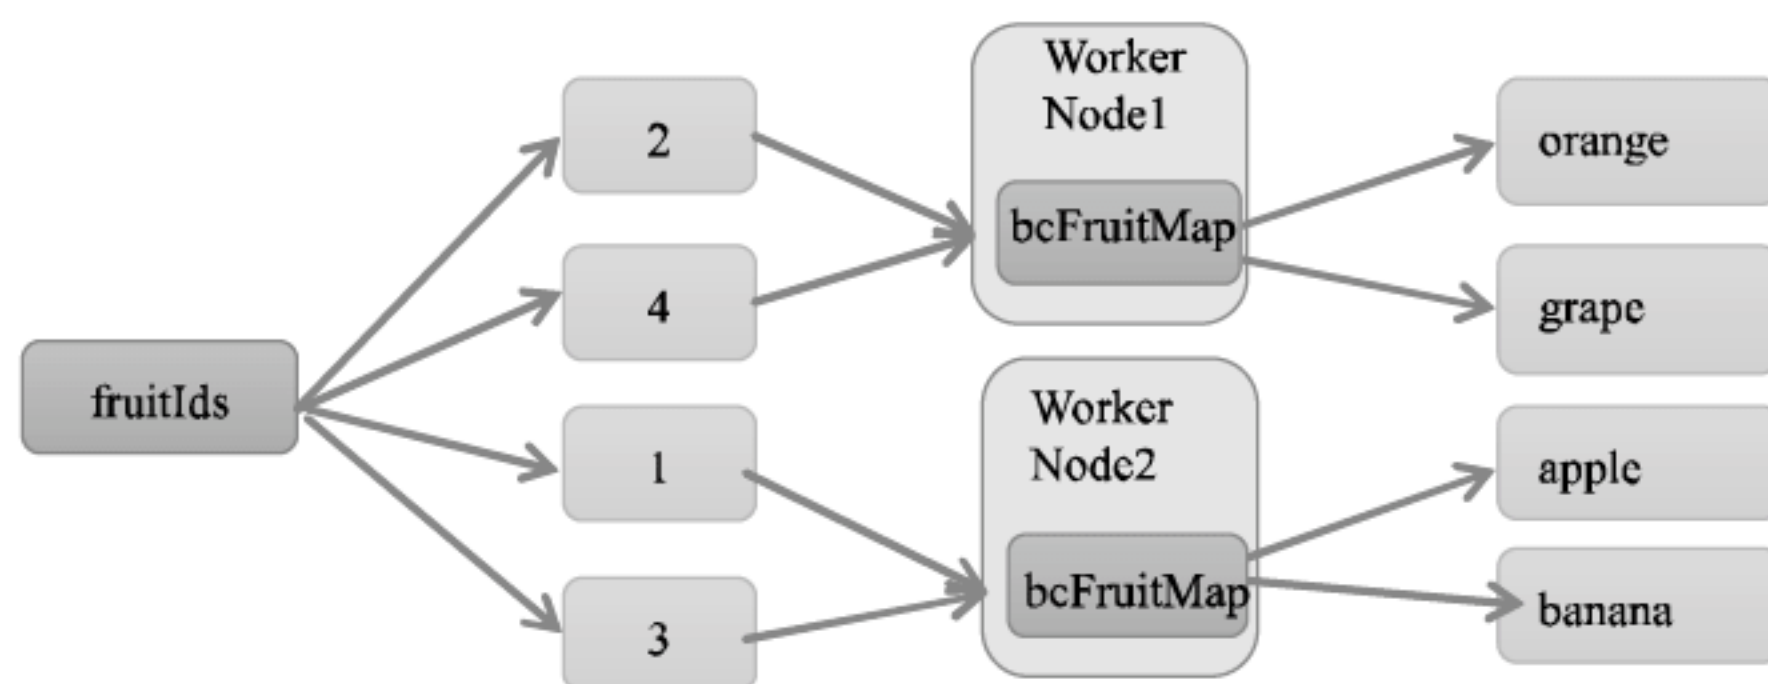 fruitIds
2
4
1
3
Worker
Node1
bcFruitMap
Worker
Node2
bcFruitMap
orange
grape
apple
banana